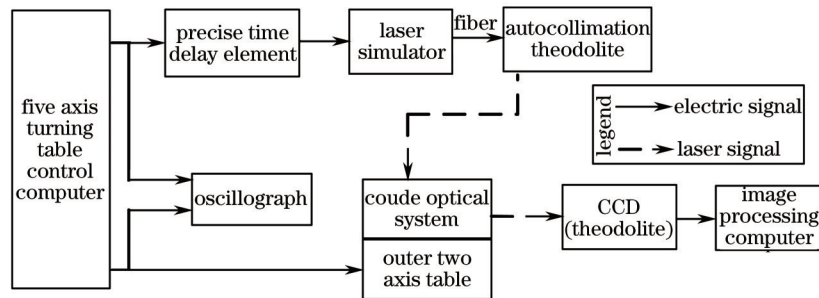 five axis
turning
table
control
computer
precise time
delay element
laser
simulator
fiber
autocollimation
theodolite
legend
electric signal
laser signal
oscillograph
coude optical
system
outer two
axis table
CCD
(theodolite)
image
processing
computer